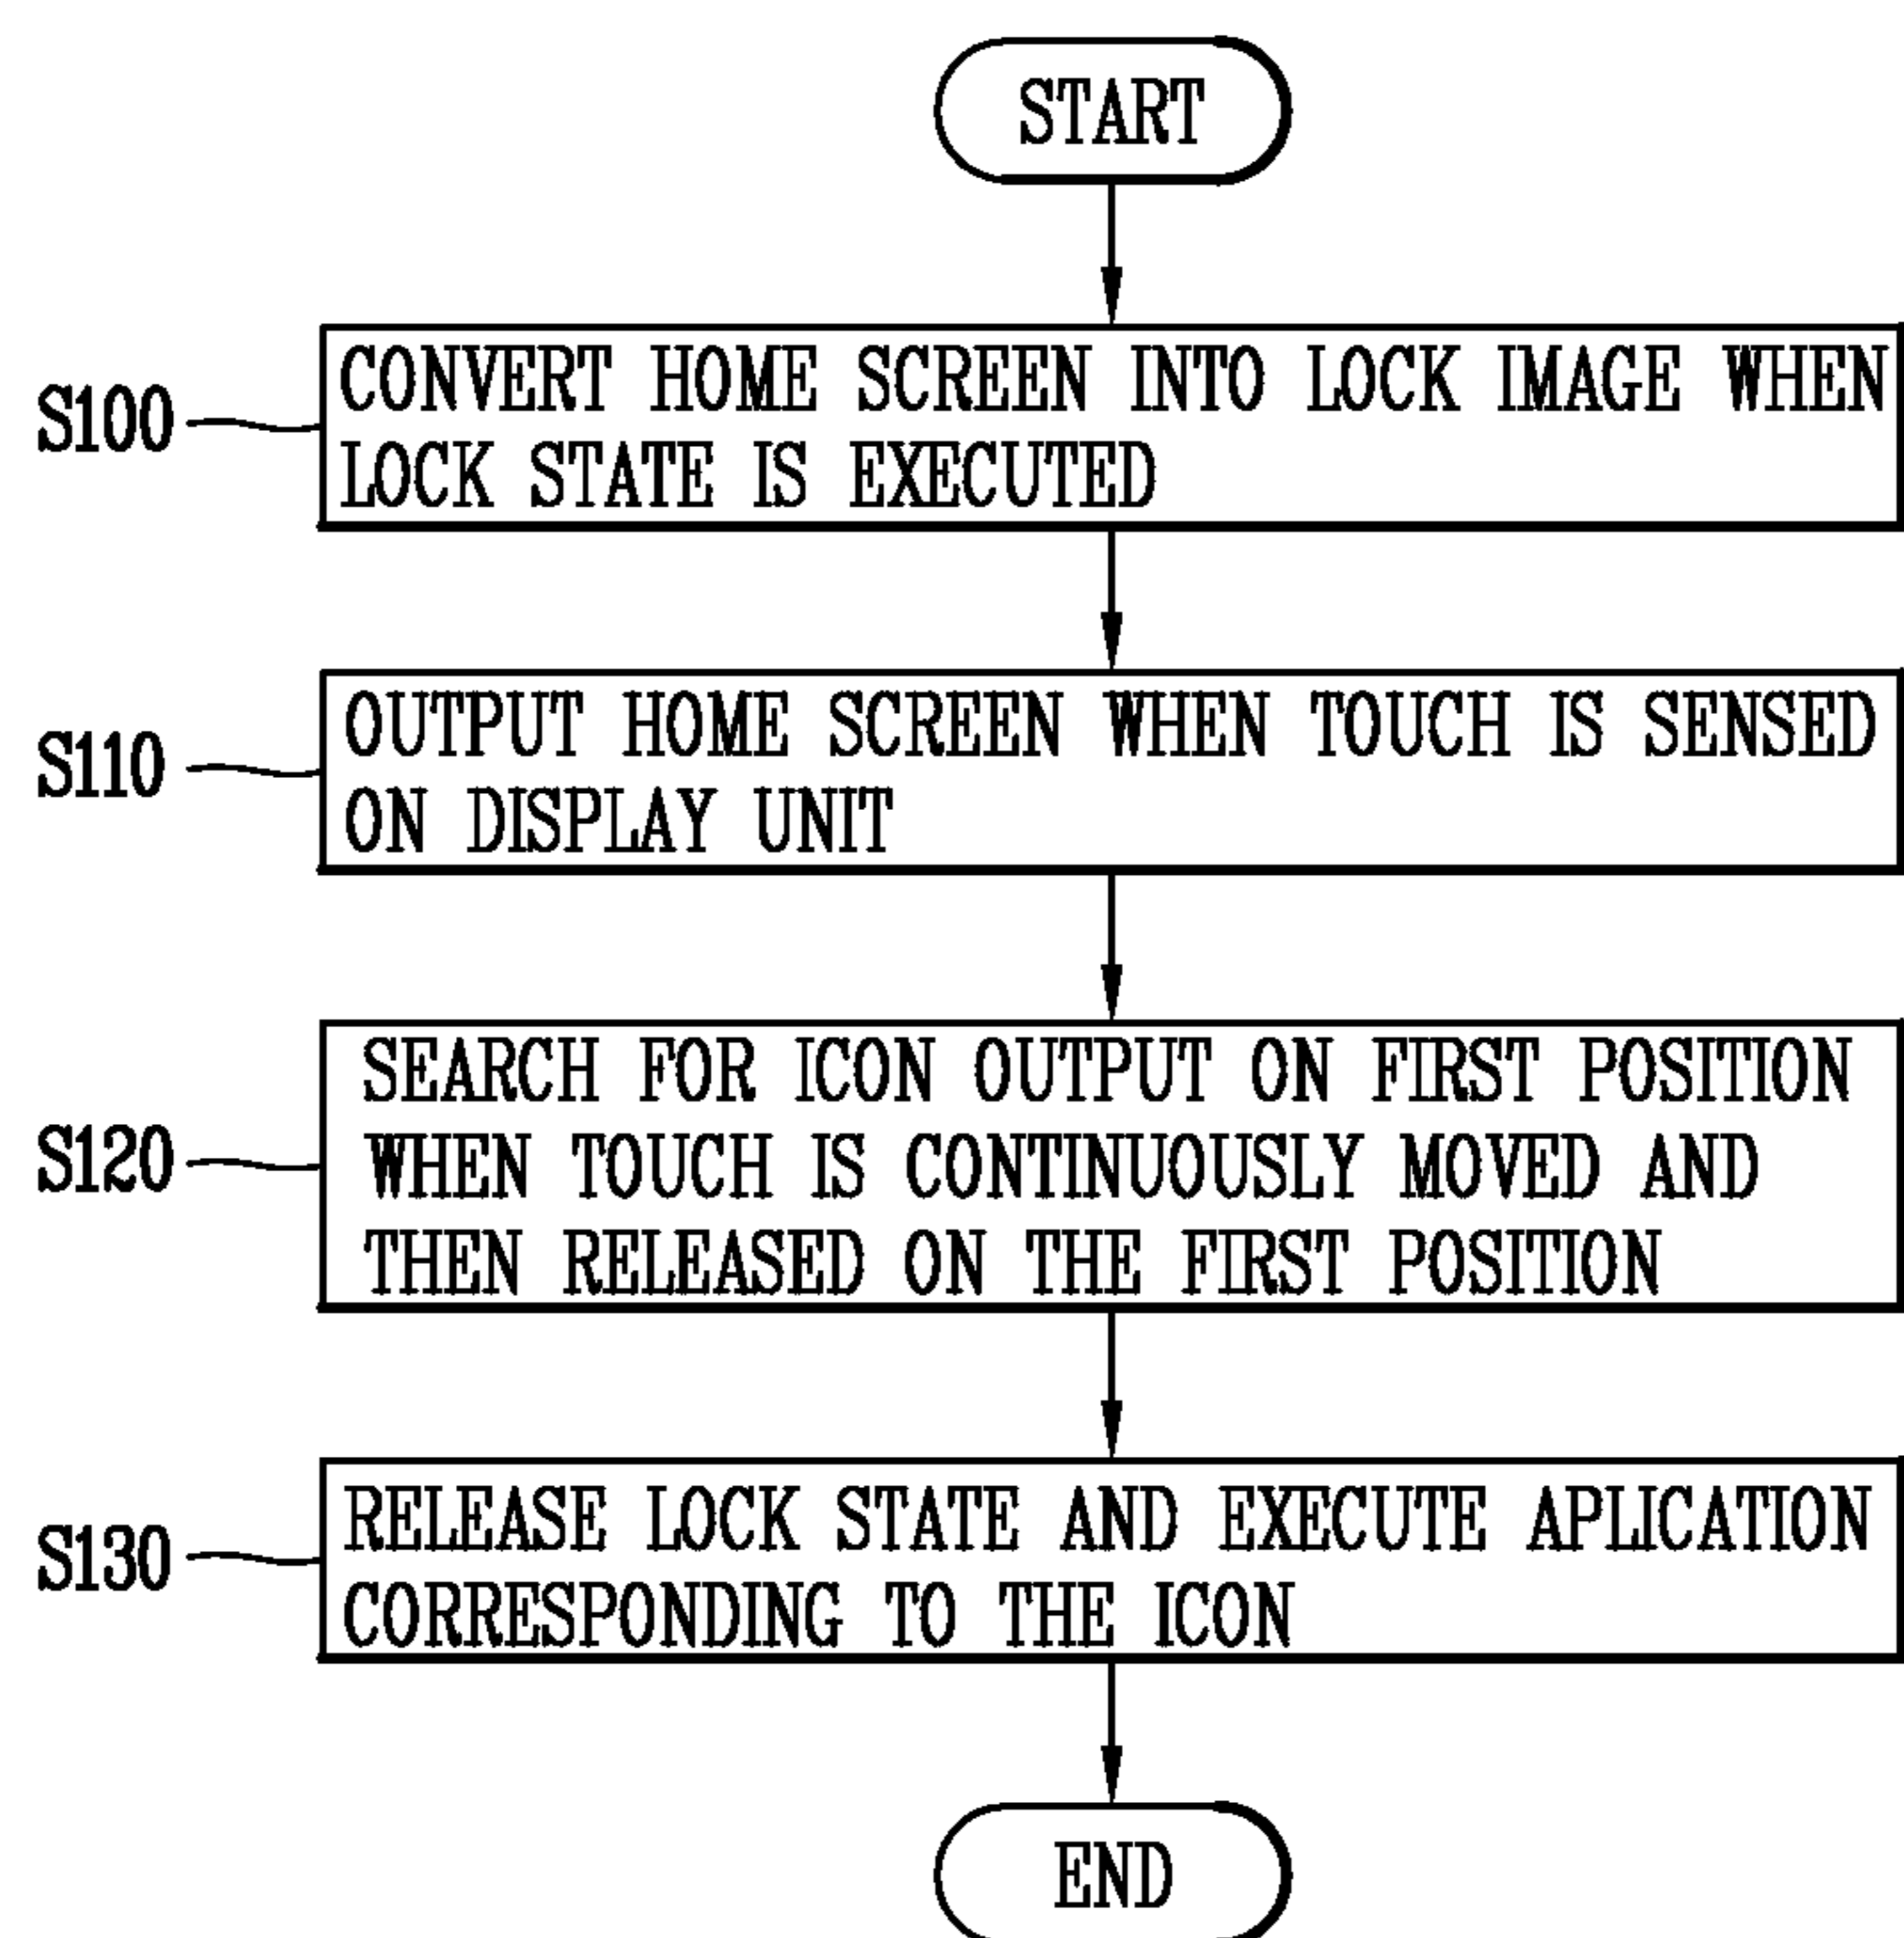 START
S100
CONVERT HOME SCREEN INTO LOCK IMAGE WHEN
LOCK STATE IS EXECUTED
S110
OUTPUT HOME SCREEN WHEN TOUCH IS SENSED
ON DISPLAY UNIT
S120
SEARCH FOR ICON OUTPUT ON FIRST POSITION
WHEN TOUCH IS CONTINUOUSLY MOVED AND
THEN RELEASED ON THE FIRST POSITION
S130
RELEASE LOCK STATE AND EXECUTE APLICATION
CORRESPONDING TO THE ICON
END